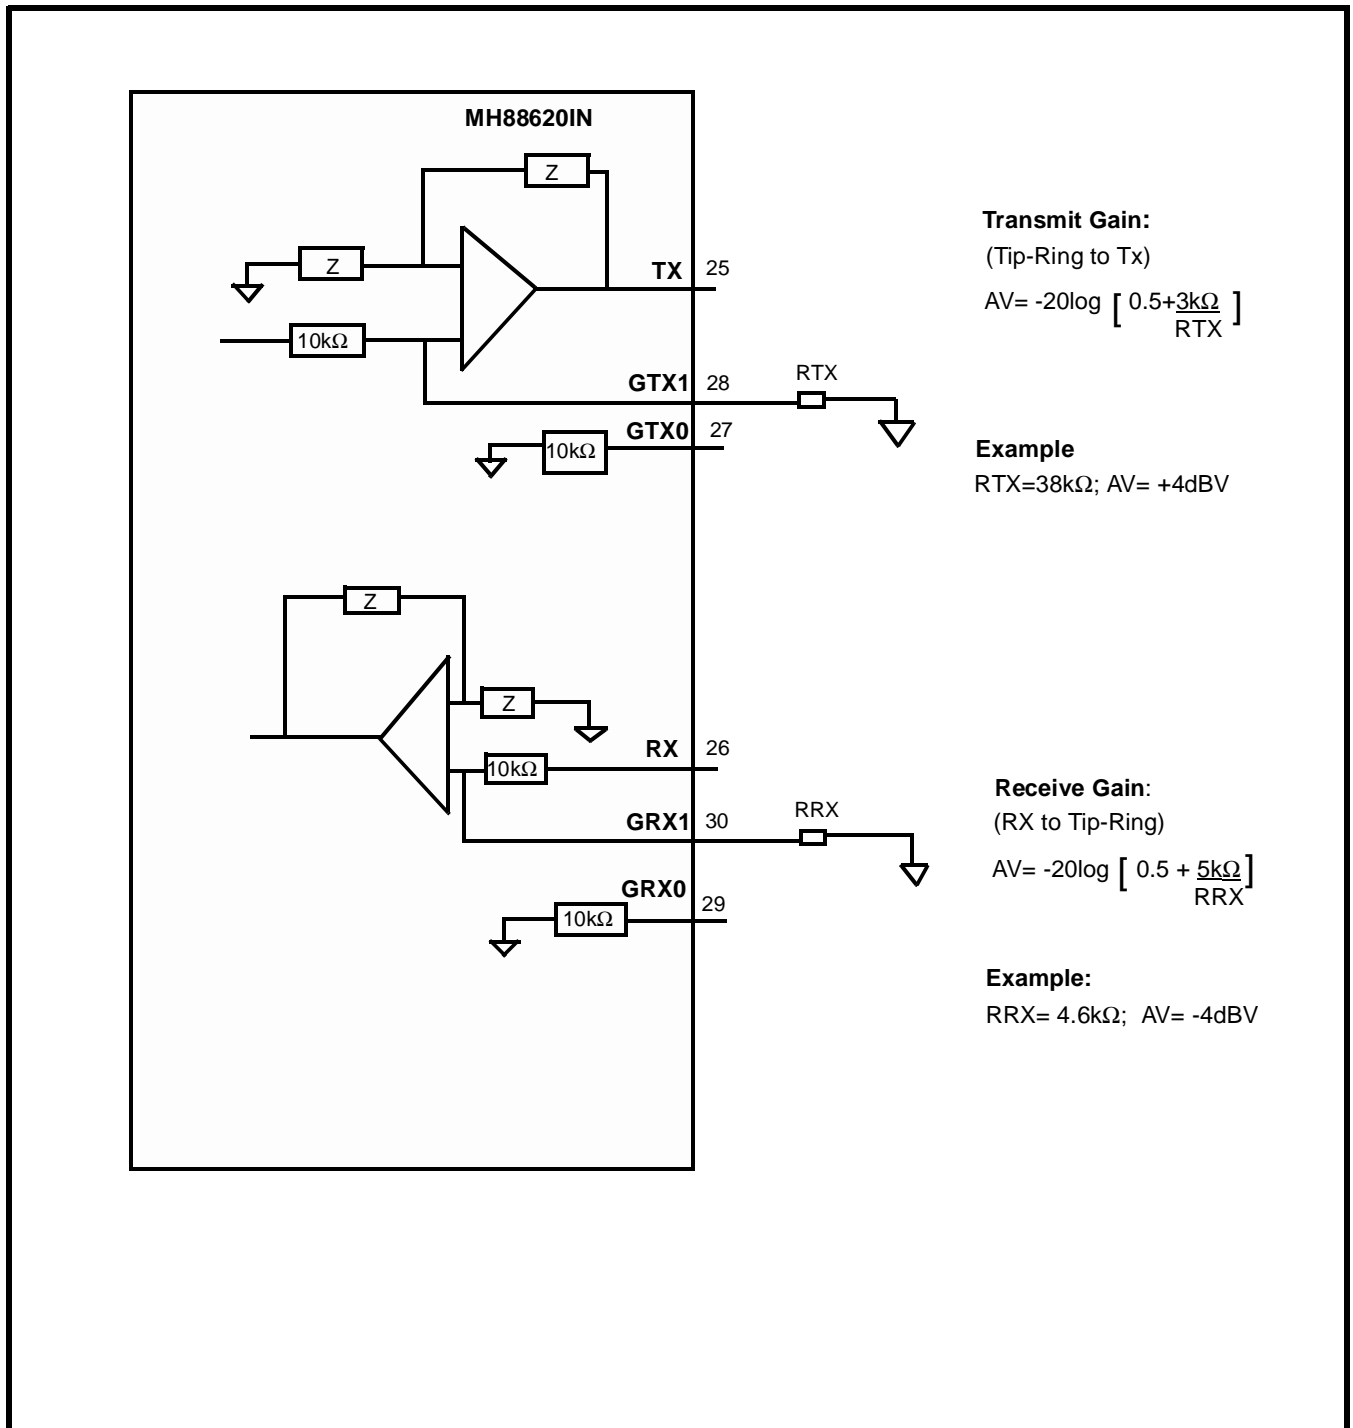 MH88620IN
Z
Z
10kΩ
TX 25
GTX1 28
RTX
GTX0 27
10kΩ
Transmit Gain:
(Tip-Ring to Tx)
AV= -20log [ 0.5+3kΩ ]
RTX
Example
RTX=38kΩ; AV= +4dBV
Z
Z
RX 26
10kΩ
GRX1 30
RRX
GRX0 29
10kΩ
Receive Gain:
(RX to Tip-Ring)
AV= -20log [ 0.5 + 5kΩ ]
RRX
Example:
RRX= 4.6kΩ; AV= -4dBV